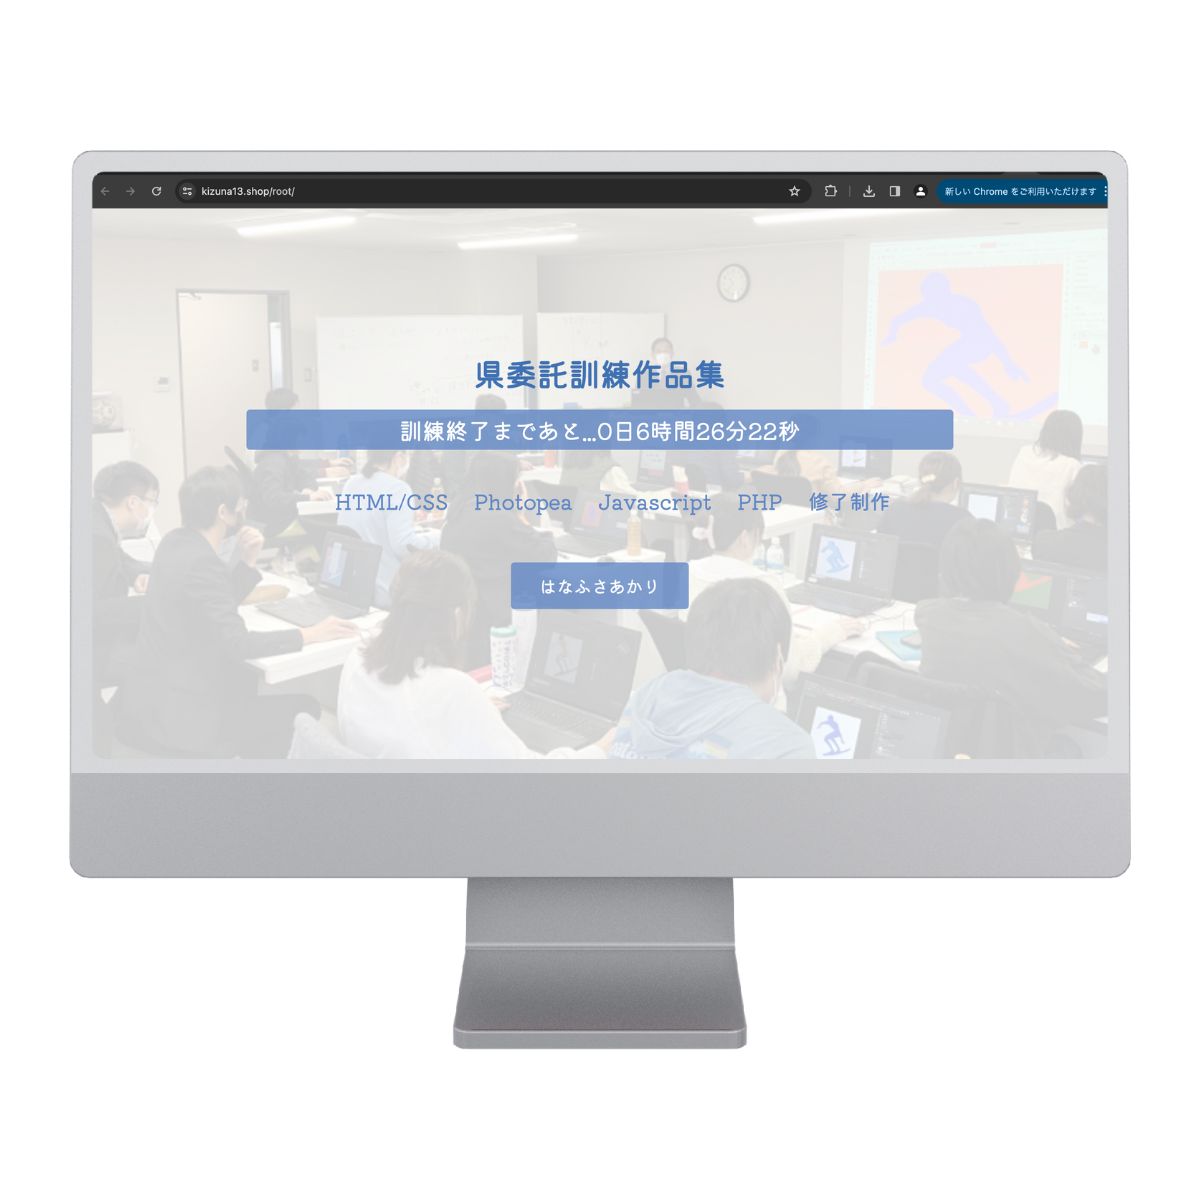 kizuna13.shop/root/
新しい Chrome をご利用いただけます
県委託訓練作品集
訓練終了まであと...0日6時間26分22秒
HTML/CSS Photopea Javascript PHP 修了制作
はなふさあかり